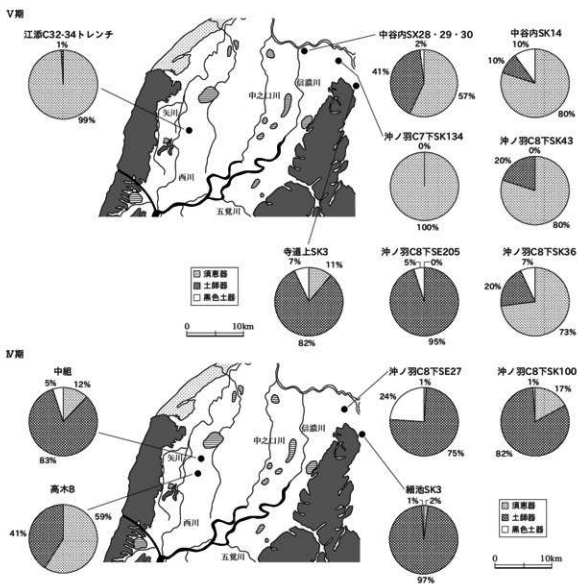 Ⅴ期
江添C32-34トレンチ
1%
99%
中谷内SX28・29・30
2%
41%
57%
中谷内SK14
10%
10%
80%
沖ノ羽C7下SK134
0%
100%
沖ノ羽C8下SK43
0%
20%
80%
寺道上SK3
7%
11%
82%
沖ノ羽C8下SE205
5%
0%
95%
沖ノ羽C8下SK36
7%
20%
73%
矢川
西川
中之口川
信濃川
五覚川
須恵器
土師器
黒色土器
0
10km
Ⅳ期
中組
5%
12%
83%
高木B
59%
41%
沖ノ羽C8下SE27
1%
24%
75%
沖ノ羽C8下SK100
1%
17%
82%
細池SK3
1%
2%
97%
矢川
西川
中之口川
信濃川
五覚川
須恵器
土師器
黒色土器
0
10km